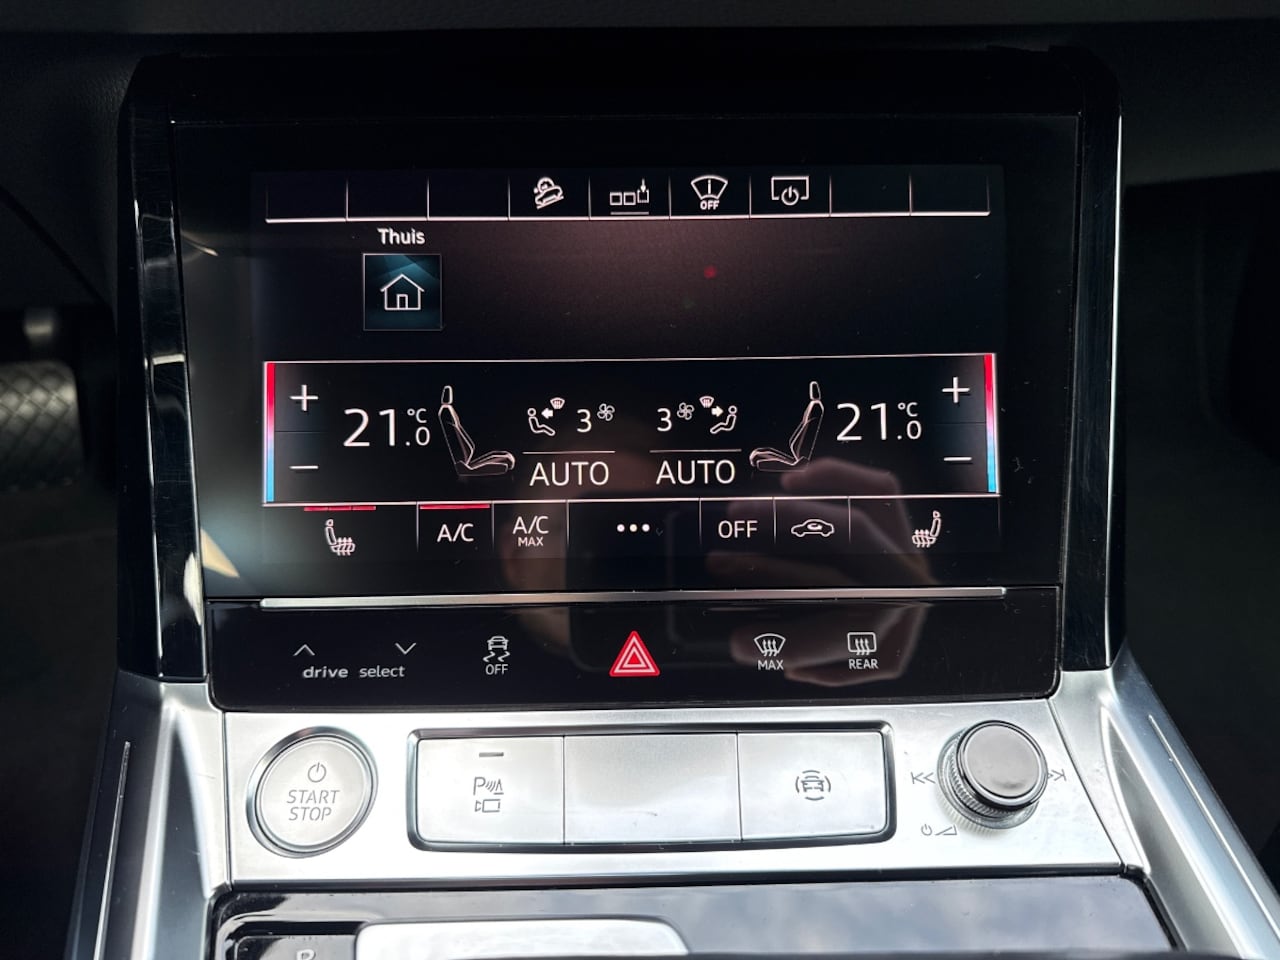 OFF
Thuis
+ 21.0 °C 3 3 21.0 °C +
− AUTO AUTO −
A/C A/C MAX ••• OFF
drive select OFF MAX REAR
START
STOP
P